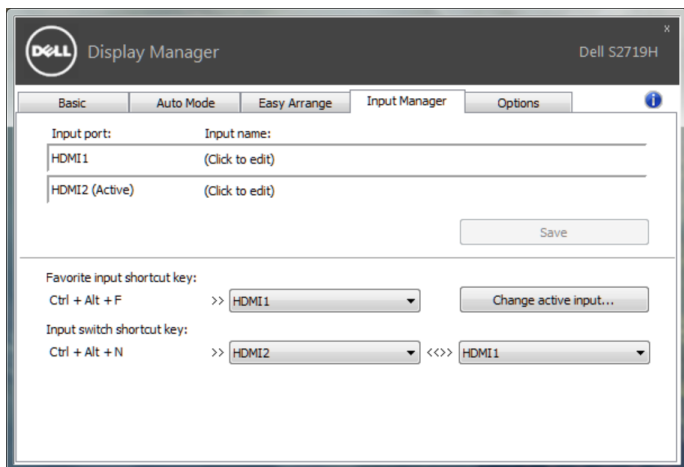 DELL Display Manager
x
Dell S2719H
Basic Auto Mode Easy Arrange Input Manager Options i
Input port: Input name:
HDMI1 (Click to edit)
HDMI2 (Active) (Click to edit)
Save
Favorite input shortcut key:
Ctrl + Alt + F >> HDMI1 Change active input...
Input switch shortcut key:
Ctrl + Alt + N >> HDMI2 <<>> HDMI1